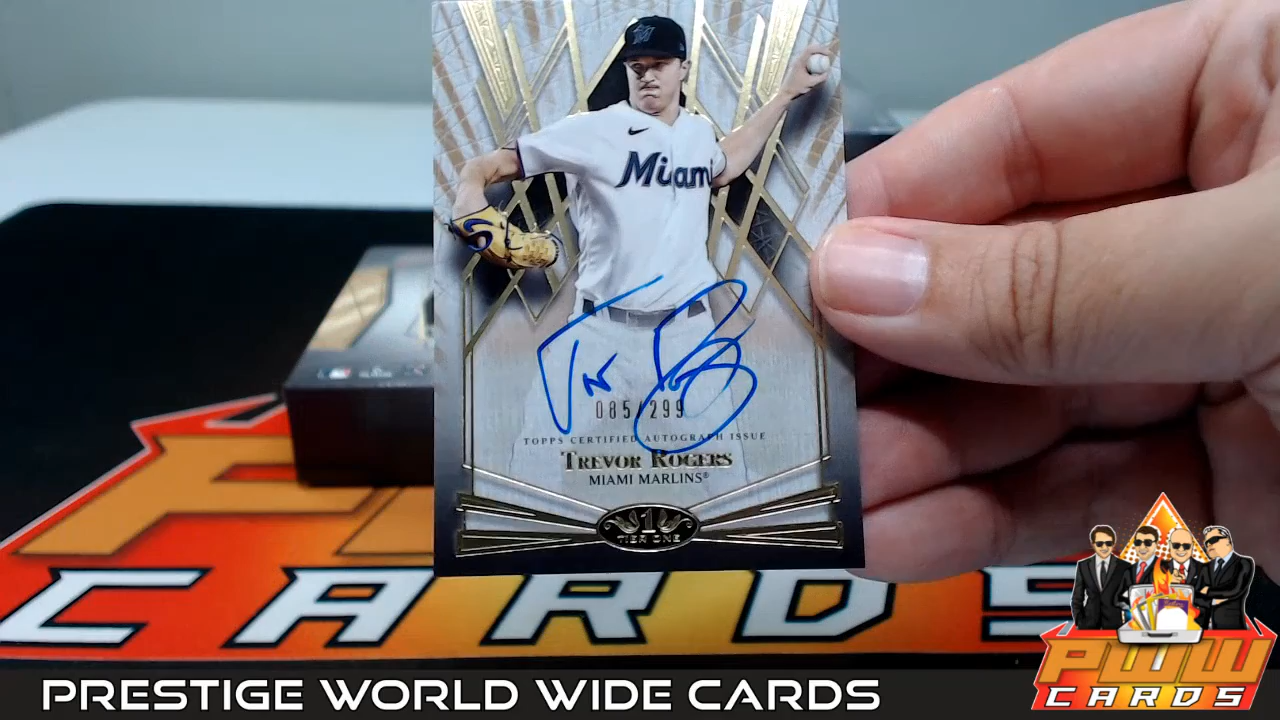 Miami
085/299
TOPPS CERTIFIED AUTOGRAPH ISSUE
TREVOR ROGERS
MIAMI MARLINS®
1
TIER ONE
CARDS
PWW
CARDS
PRESTIGE WORLD WIDE CARDS